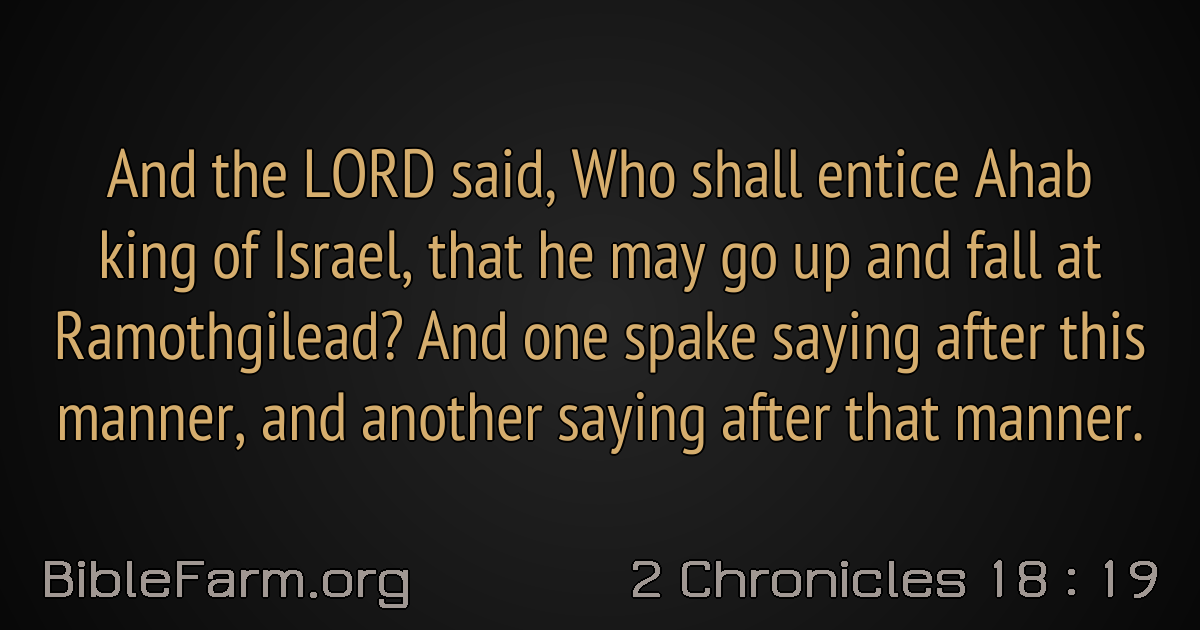 And the LORD said, Who shall entice Ahab
king of Israel, that he may go up and fall at
Ramothgilead? And one spake saying after this
manner, and another saying after that manner.
BibleFarm.org
2 Chronicles 18 : 19